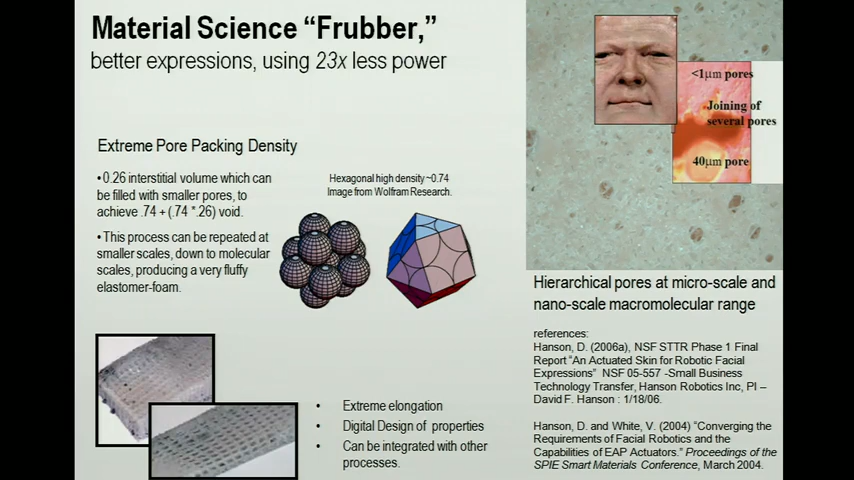 Material Science “Frubber,”
better expressions, using 23x less power
Extreme Pore Packing Density
•0.26 interstitial volume which can
be filled with smaller pores, to
achieve .74 + (.74 *.26) void.
•This process can be repeated at
smaller scales, down to molecular
scales, producing a very fluffy
elastomer-foam.
Hexagonal high density ~0.74
Image from Wolfram Research.
• Extreme elongation
• Digital Design of properties
• Can be integrated with other
processes.
<1μm pores
Joining of
several pores
40μm pore
Hierarchical pores at micro-scale and
nano-scale macromolecular range
references:
Hanson, D. (2006a), NSF STTR Phase 1 Final
Report “An Actuated Skin for Robotic Facial
Expressions” NSF 05-557 -Small Business
Technology Transfer, Hanson Robotics Inc, PI –
David F. Hanson : 1/18/06.
Hanson, D. and White, V. (2004) “Converging the
Requirements of Facial Robotics and the
Capabilities of EAP Actuators.” Proceedings of the
SPIE Smart Materials Conference, March 2004.